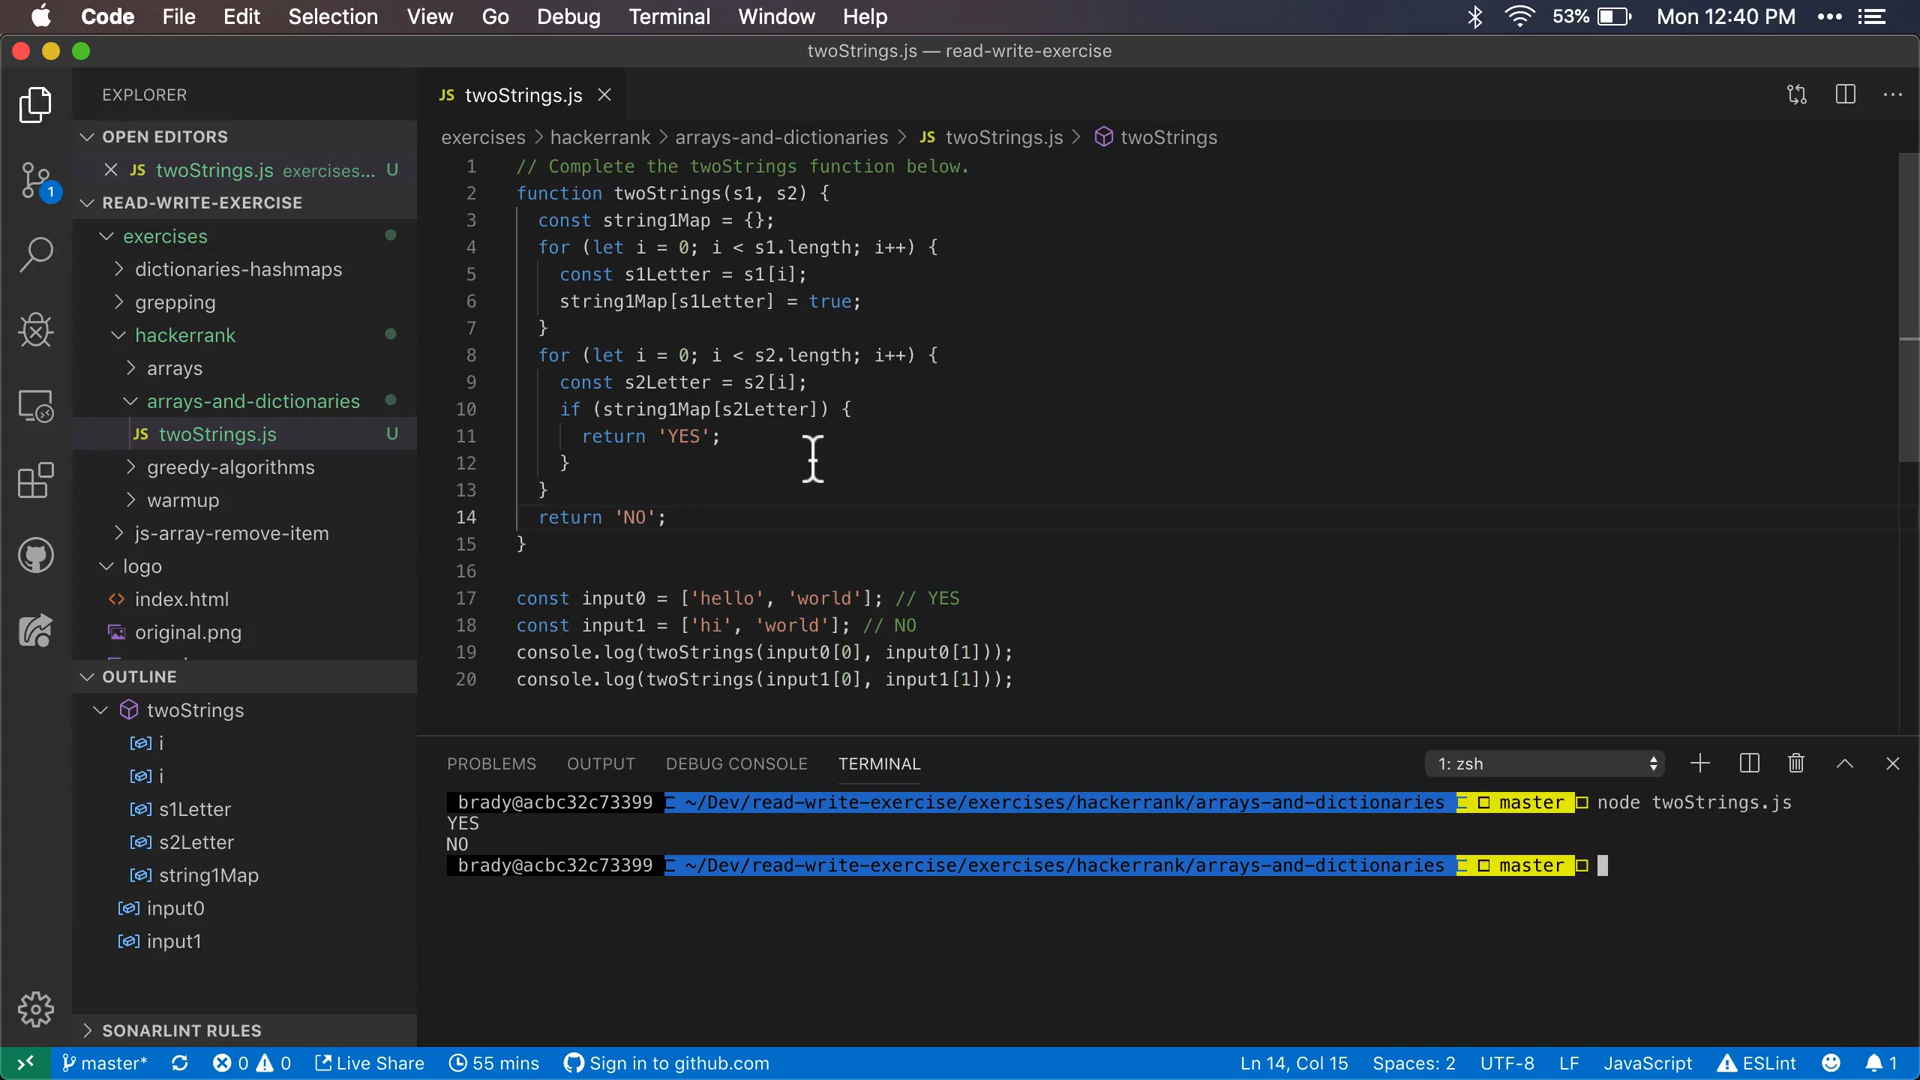 Code File Edit Selection View Go Debug Terminal Window Help 53% Mon 12:40 PM
twoStrings.js — read-write-exercise
EXPLORER
OPEN EDITORS
JS twoStrings.js exercises... U
READ-WRITE-EXERCISE
exercises
dictionaries-hashmaps
grepping
hackerrank
arrays
arrays-and-dictionaries
JS twoStrings.js U
greedy-algorithms
warmup
js-array-remove-item
logo
index.html
original.png
OUTLINE
twoStrings
i
i
s1Letter
s2Letter
string1Map
input0
input1
SONARLINT RULES
1
JS twoStrings.js
exercises > hackerrank > arrays-and-dictionaries > JS twoStrings.js > twoStrings
1 // Complete the twoStrings function below.
2 function twoStrings(s1, s2) {
3 const string1Map = {};
4 for (let i = 0; i < s1.length; i++) {
5 const s1Letter = s1[i];
6 string1Map[s1Letter] = true;
7 }
8 for (let i = 0; i < s2.length; i++) {
9 const s2Letter = s2[i];
10 if (string1Map[s2Letter]) {
11 return 'YES';
12 }
13 }
14 return 'NO';
15 }
16
17 const input0 = ['hello', 'world']; // YES
18 const input1 = ['hi', 'world']; // NO
19 console.log(twoStrings(input0[0], input0[1]));
20 console.log(twoStrings(input1[0], input1[1]));
PROBLEMS OUTPUT DEBUG CONSOLE TERMINAL 1: zsh
brady@acbc32c73399 ~/Dev/read-write-exercise/exercises/hackerrank/arrays-and-dictionaries master node twoStrings.js
YES
NO
brady@acbc32c73399 ~/Dev/read-write-exercise/exercises/hackerrank/arrays-and-dictionaries master
master* 0 0 Live Share 55 mins Sign in to github.com Ln 14, Col 15 Spaces: 2 UTF-8 LF JavaScript ESLint 1